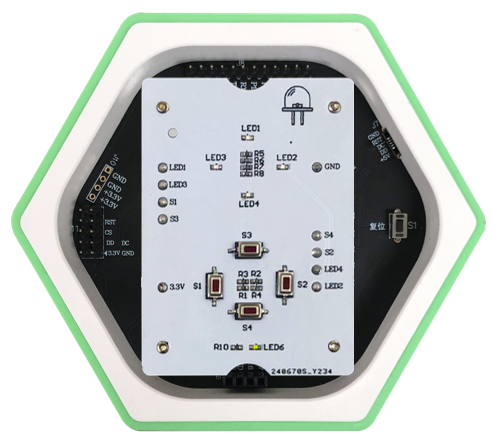 LED1
R5
R6
R7
R8
LED3
LED2
LED1
GND
LED3
S1
LED4
S3
GND
GND
+3.3V
+3.3V
RST
CS
DD DC
+3.3V GND
复位
S1
S4
S2
LED4
LED2
S3
3.3V
S1
R3 R2
R1 R4
S2
S4
R10
LED6
240670S_Y234